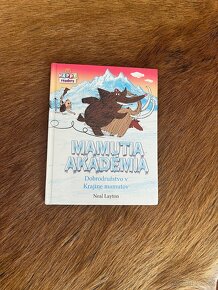 MAMUTIA
AKADÉMIA
Dobrodružstvo v
Krajine mamutov
Neal Layton